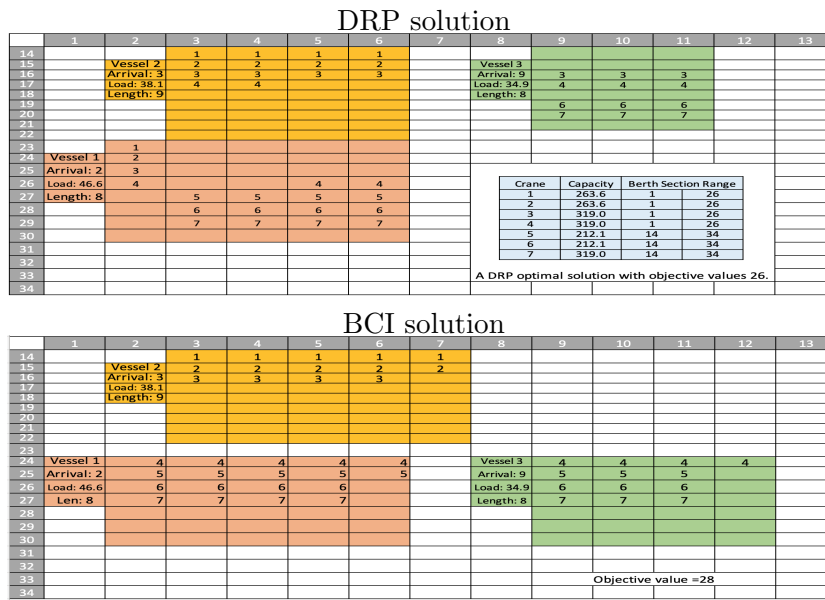 DRP solution
1 2 3 4 5 6 7 8 9 10 11 12 13
14 1 1 1 1
15 Vessel 2 2 2 2 2 Vessel 3
16 Arrival: 3 3 3 3 3 Arrival: 9 3 3 3
17 Load: 38.1 4 4 Load: 34.9 4 4 4
18 Length: 9 Length: 8
19 6 6 6
20 7 7 7
21
22
23 1
24 Vessel 1 2
25 Arrival: 2 3
26 Load: 46.6 4 4 4
27 Length: 8 5 5 5 5
28 6 6 6 6
29 7 7 7 7
30
31
32
33
34
Crane Capacity Berth Section Range
1 263.6 1 26
2 263.6 1 26
3 319.0 1 26
4 319.0 1 26
5 212.1 14 34
6 212.1 14 34
7 319.0 14 34
A DRP optimal solution with objective values 26.
BCI solution
1 2 3 4 5 6 7 8 9 10 11 12 13
14 1 1 1 1 1
15 Vessel 2 2 2 2 2 2
16 Arrival: 3 3 3 3 3
17 Load: 38.1
18 Length: 9
19
20
21
22
23
24 Vessel 1 4 4 4 4 4 Vessel 3 4 4 4 4
25 Arrival: 2 5 5 5 5 5 Arrival: 9 5 5 5
26 Load: 46.6 6 6 6 6 Load: 34.9 6 6 6
27 Len: 8 7 7 7 7 Length: 8 7 7 7
28
29
30
31
32
33 Objective value =28
34